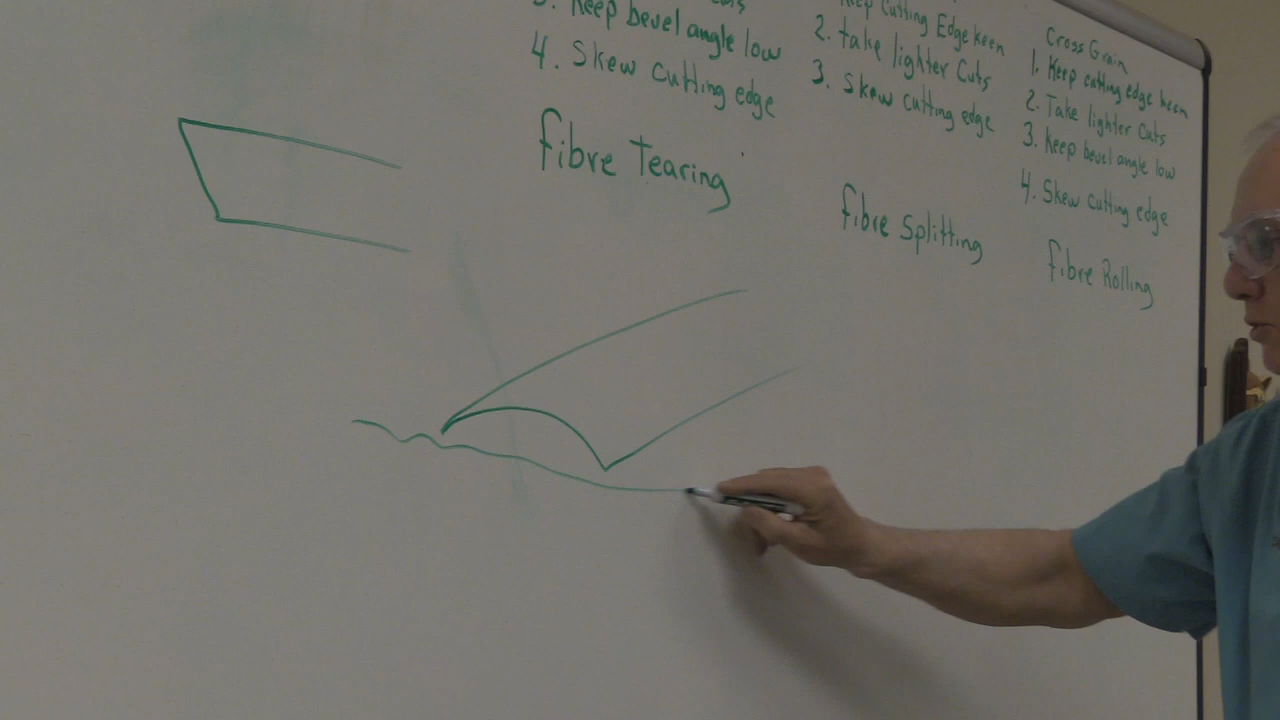 3. Keep bevel angle low
4. Skew cutting edge
fibre Tearing
Keep Cutting Edge keen
2. take lighter Cuts
3. Skew cutting edge
fibre Splitting
Cross Grain
1. Keep cutting edge keen
2. Take lighter Cuts
3. Keep bevel angle low
4. Skew cutting edge
fibre Rolling